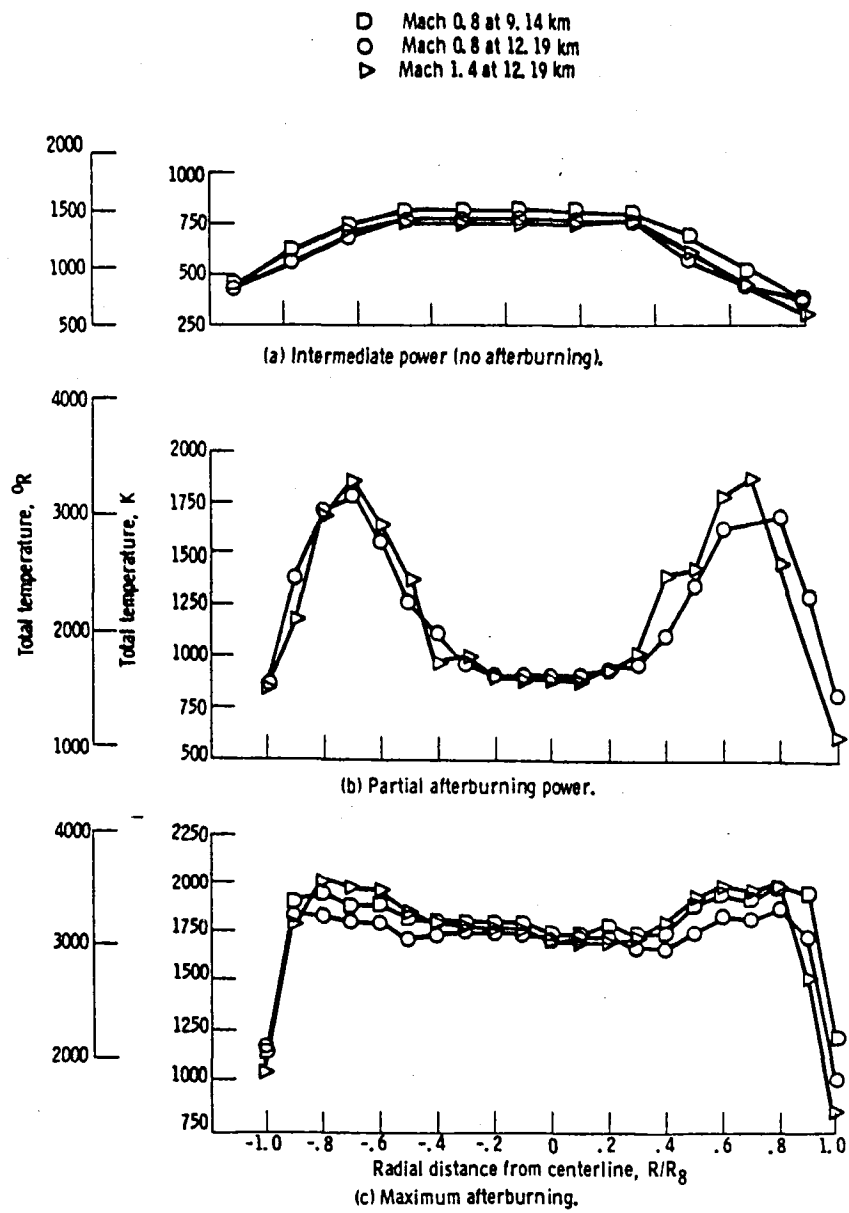 Mach 0.8 at 9.14 km
Mach 0.8 at 12.19 km
Mach 1.4 at 12.19 km
2000
1500
1000
500
1000
750
500
250
(a) Intermediate power (no afterburning).
Total temperature, °R
4000
3000
2000
1000
Total temperature, K
2000
1750
1500
1250
1000
750
500
(b) Partial afterburning power.
4000
3000
2000
2250
2000
1750
1500
1250
1000
750
-1.0 -.8 -.6 -.4 -.2 0 .2 .4 .6 .8 1.0
Radial distance from centerline, R/R8
(c) Maximum afterburning.